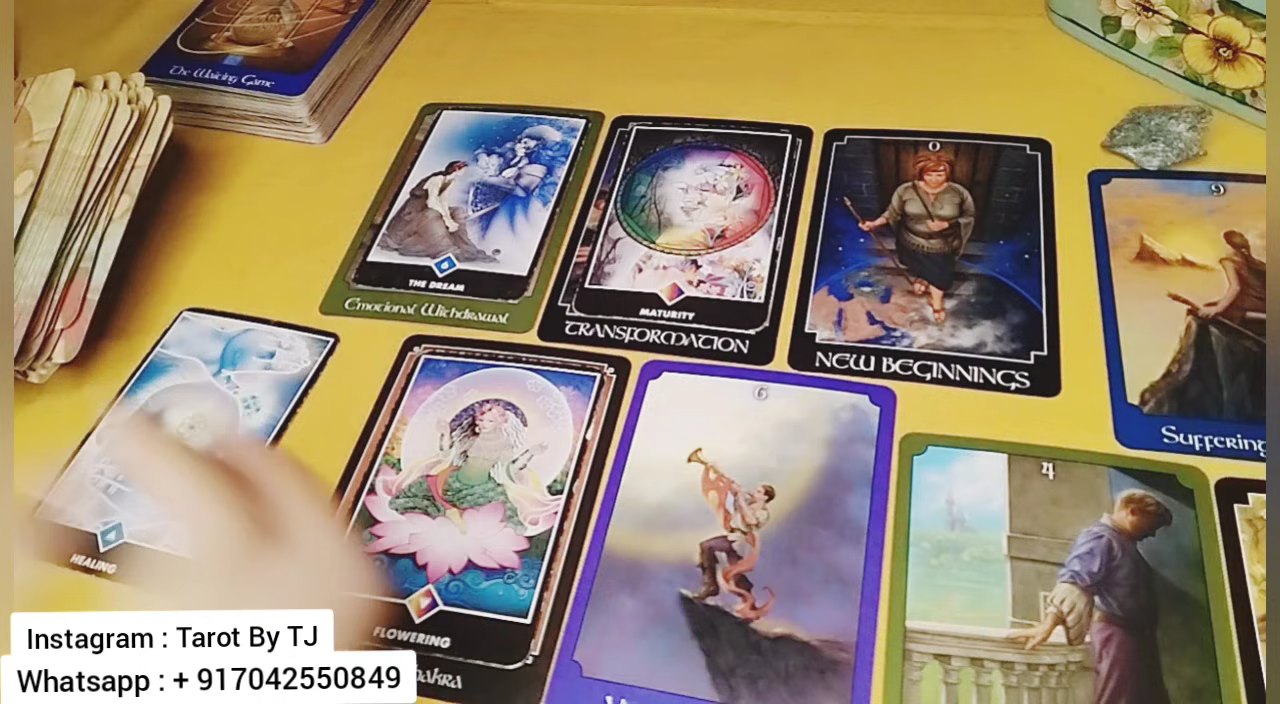 The Waiting Game
THE DREAM
Emotional Withdrawal
MATURITY
TRANSFORMATION
0
NEW BEGINNINGS
9
Suffering
HEALING
FLOWERING
6
4
Instagram : Tarot By TJ
Whatsapp : + 917042550849